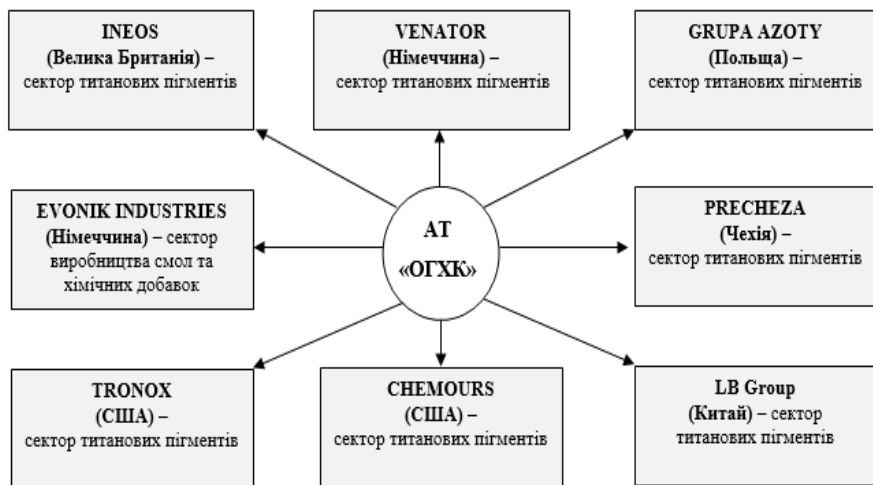 INEOS
(Велика Британія) –
сектор титанових пігментів
VENATOR
(Німеччина) –
сектор титанових пігментів
GRUPA AZOTY
(Польща) –
сектор титанових пігментів
EVONIK INDUSTRIES
(Німеччина) – сектор
виробництва смол та
хімічних добавок
АТ
«ОГХК»
PRECHEZA
(Чехія) –
сектор титанових пігментів
TRONOX
(США) –
сектор титанових пігментів
CHEMOURS
(США) –
сектор титанових пігментів
LB Group
(Китай) – сектор
титанових пігментів